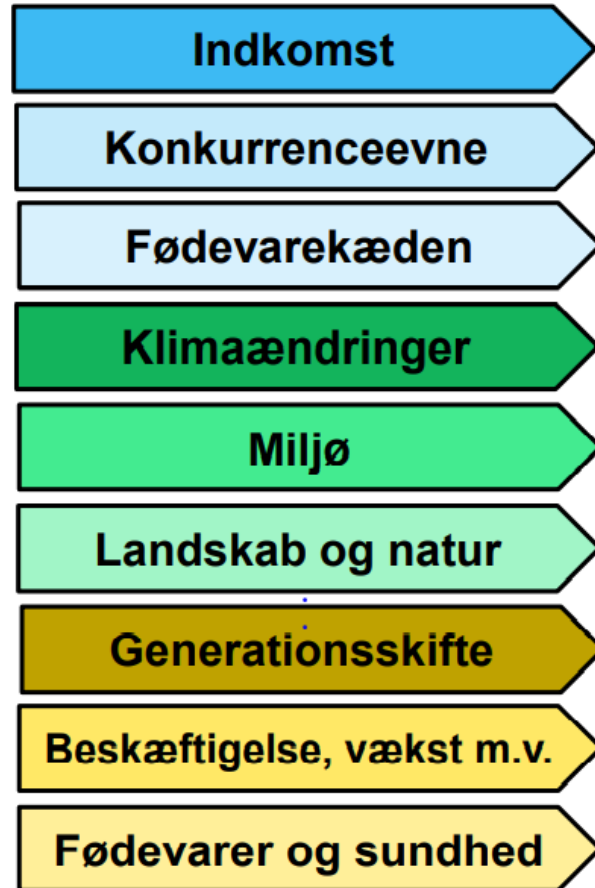 Indkomst
Konkurrenceevne
Fødevarekæden
Klimaændringer
Miljø
Landskab og natur
Generationsskifte
Beskæftigelse, vækst m.v.
Fødevarer og sundhed